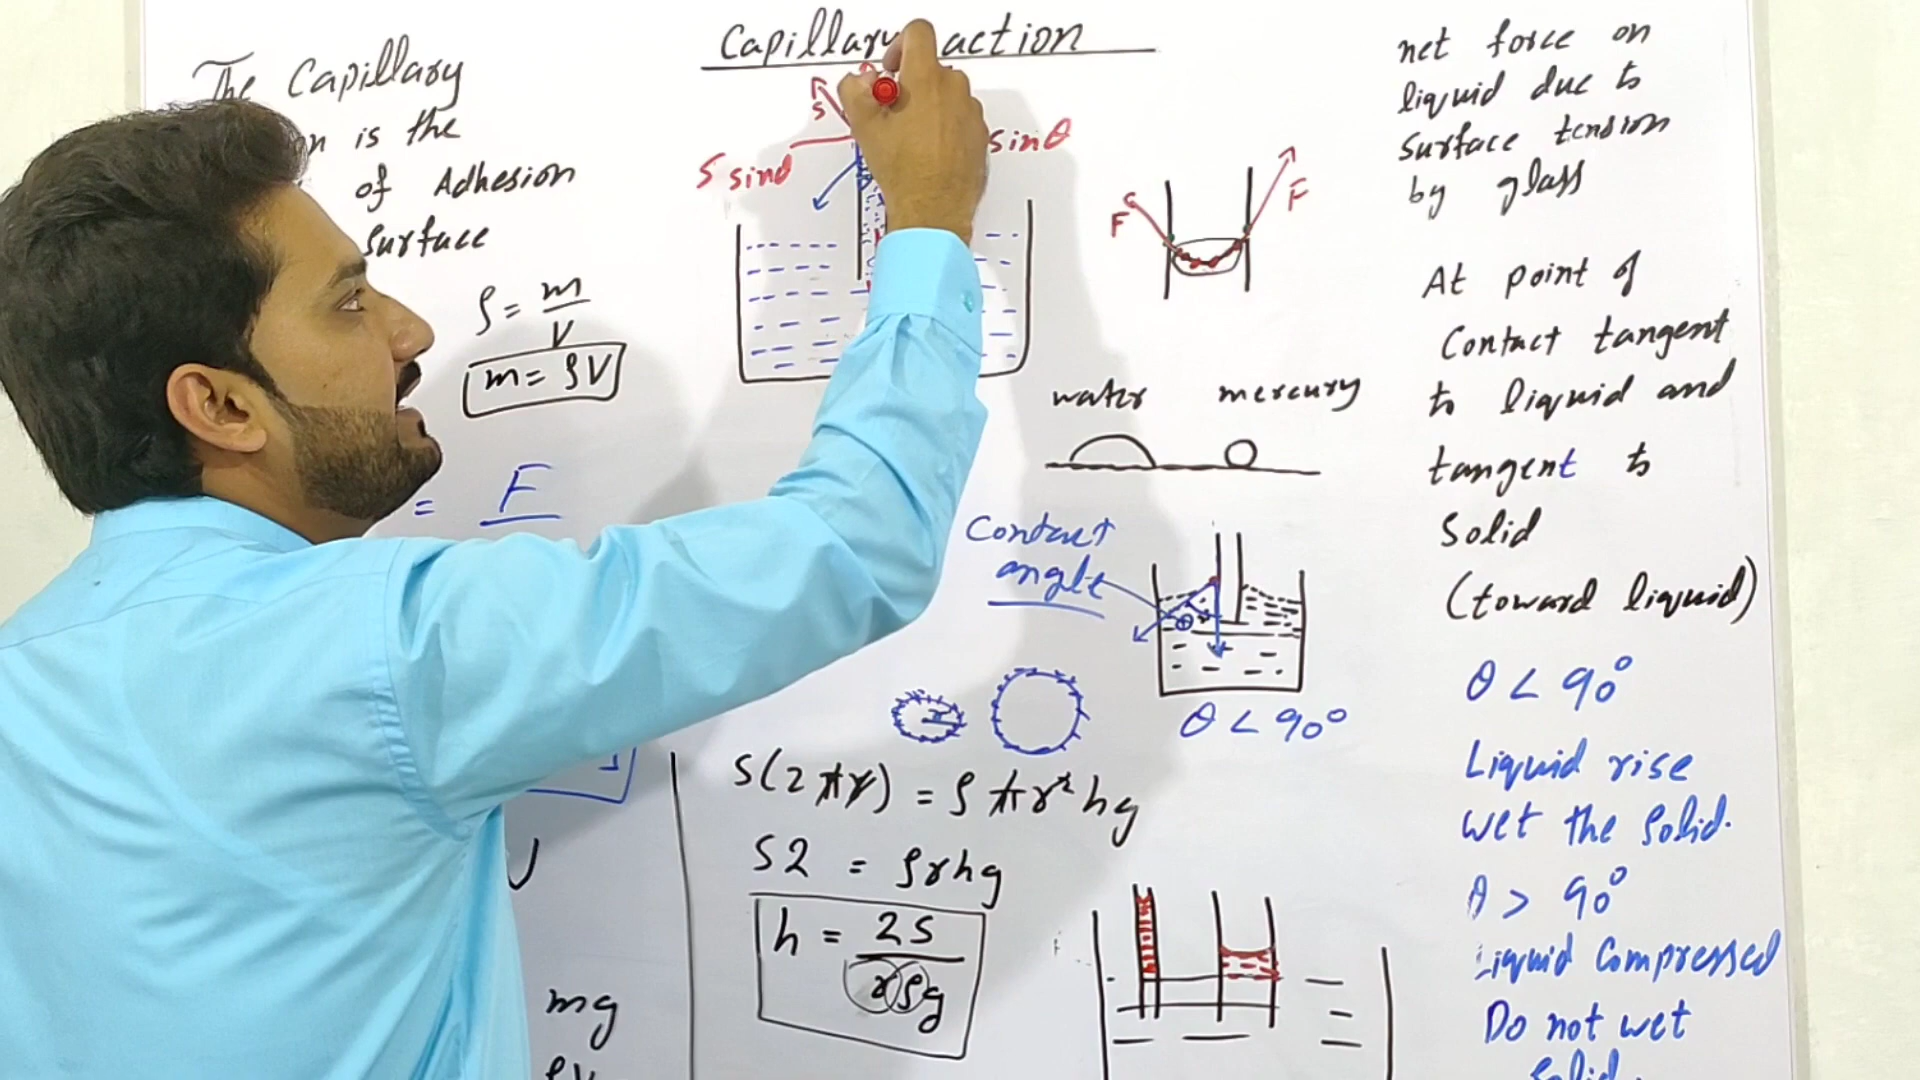 Capillary action
The Capillary
is the
of Adhesion
surface
ρ = m
V
m = ρV
= F
mg
ρV
S
S sinθ
sinθ
F
F
water mercury
Contact
angle
θ
θ < 90°
r
S(2πr) = ρπr²hg
S2 = ρrhg
h = 2S
rρg
net force on
liquid due to
surface tension
by glass
At point of
Contact tangent
to liquid and
tangent to
Solid
(toward liquid)
θ < 90°
Liquid rise
wet the solid.
θ > 90°
Liquid Compressed
Do not wet
Solid.